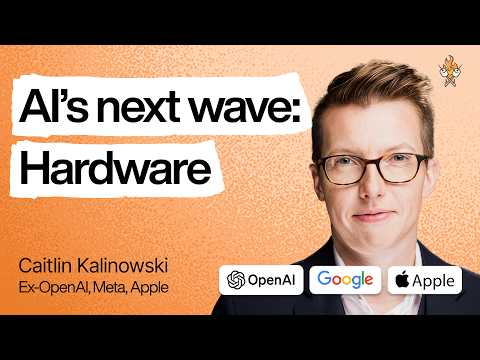 AI’s next wave:
Hardware
Caitlin Kalinowski
Ex-OpenAI, Meta, Apple
OpenAI
Google
Apple